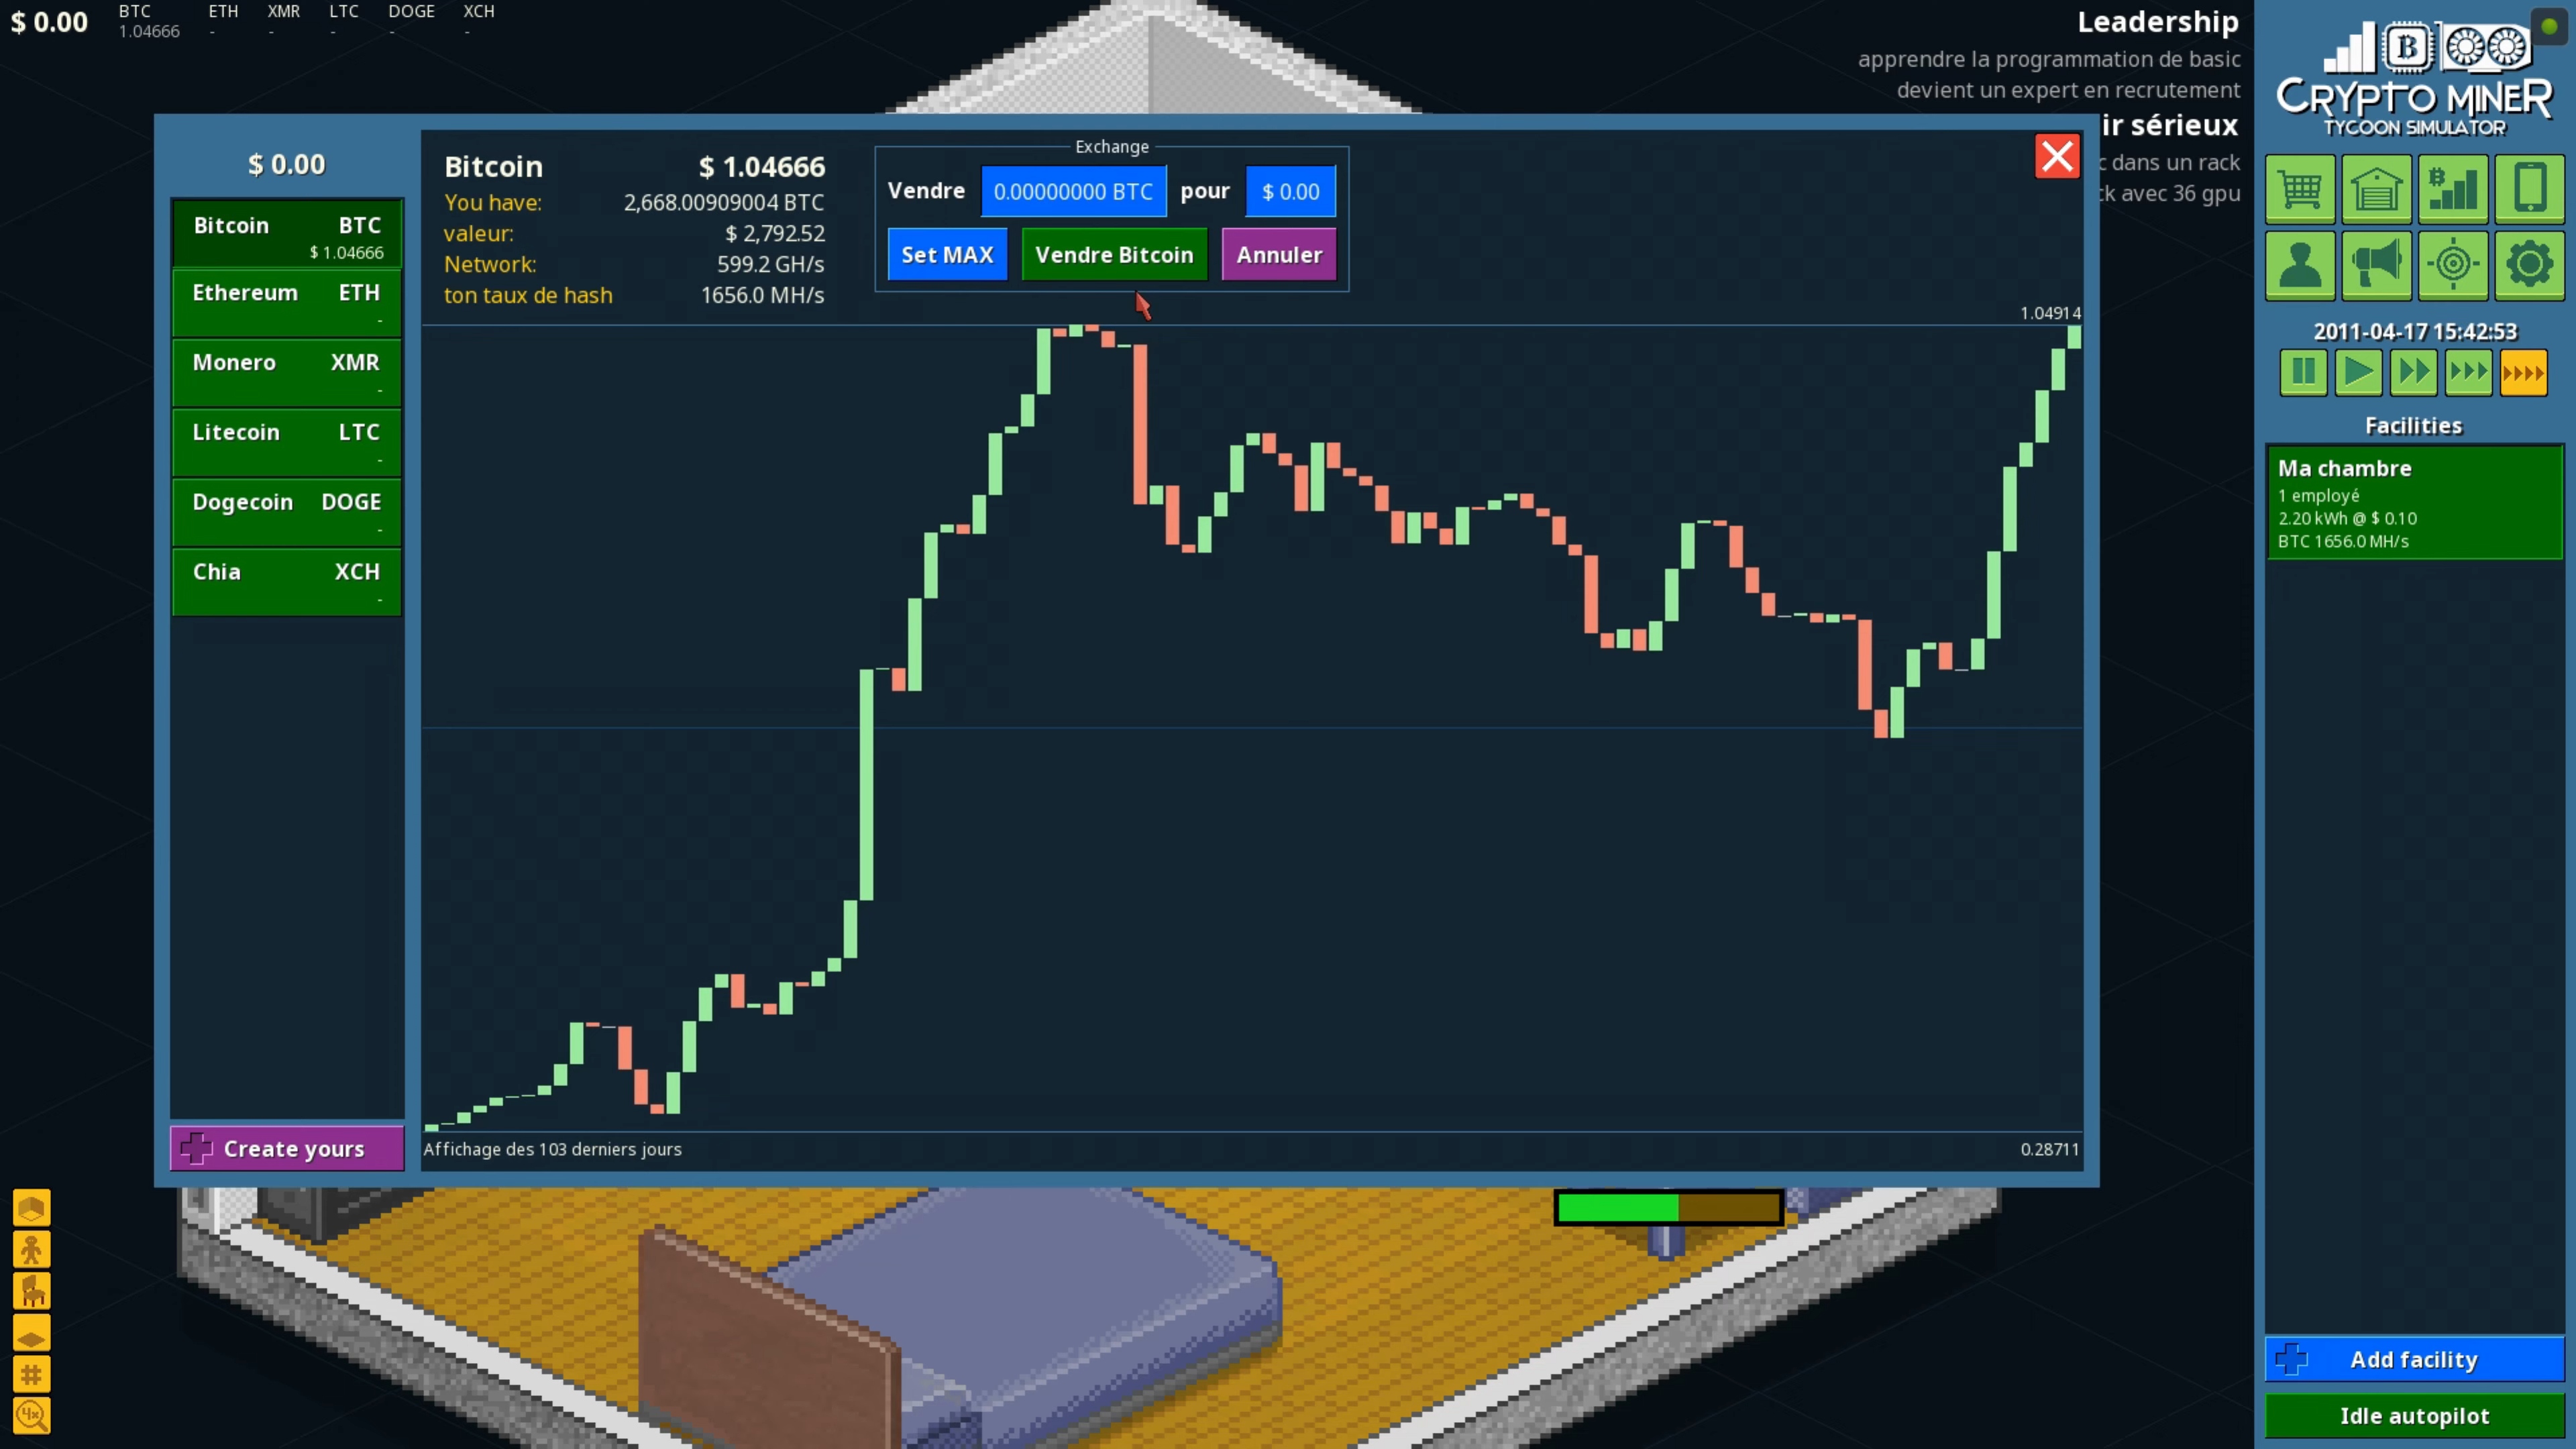 $ 0.00
BTC ETH XMR LTC DOGE XCH
1.04666 - - - - -
Leadership
apprendre la programmation de basic
devient un expert en recrutement
ir sérieux
c dans un rack
ck avec 36 gpu
CRYPTO MINER
TYCOON SIMULATOR
$ 0.00
Bitcoin BTC
$ 1.04666
Ethereum ETH
-
Monero XMR
-
Litecoin LTC
-
Dogecoin DOGE
-
Chia XCH
-
Create yours
Bitcoin $ 1.04666
You have: 2,668.00909004 BTC
valeur: $ 2,792.52
Network: 599.2 GH/s
ton taux de hash 1656.0 MH/s
Exchange
Vendre 0.00000000 BTC pour $ 0.00
Set MAX Vendre Bitcoin Annuler
1.04914
Affichage des 103 derniers jours 0.28711
2011-04-17 15:42:53
Facilities
Ma chambre
1 employé
2.20 kWh @ $ 0.10
BTC 1656.0 MH/s
Add facility
Idle autopilot
4x